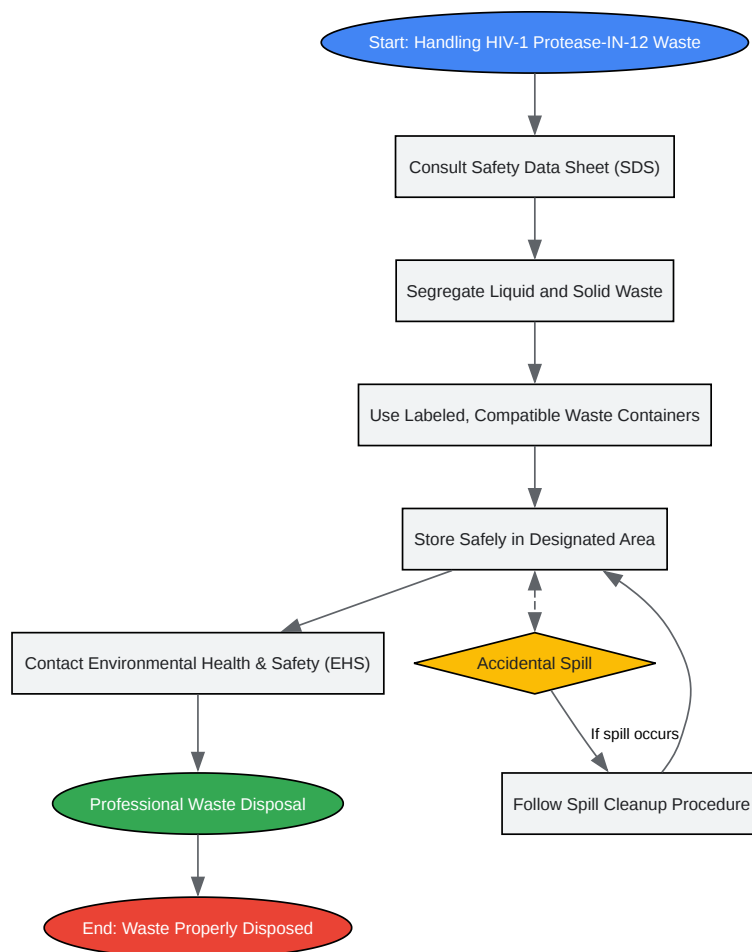 Start: Handling HIV-1 Protease-IN-12 Waste
Consult Safety Data Sheet (SDS)
Segregate Liquid and Solid Waste
Use Labeled, Compatible Waste Containers
Store Safely in Designated Area
Contact Environmental Health & Safety (EHS)
Accidental Spill
If spill occurs
Professional Waste Disposal
Follow Spill Cleanup Procedure
End: Waste Properly Disposed